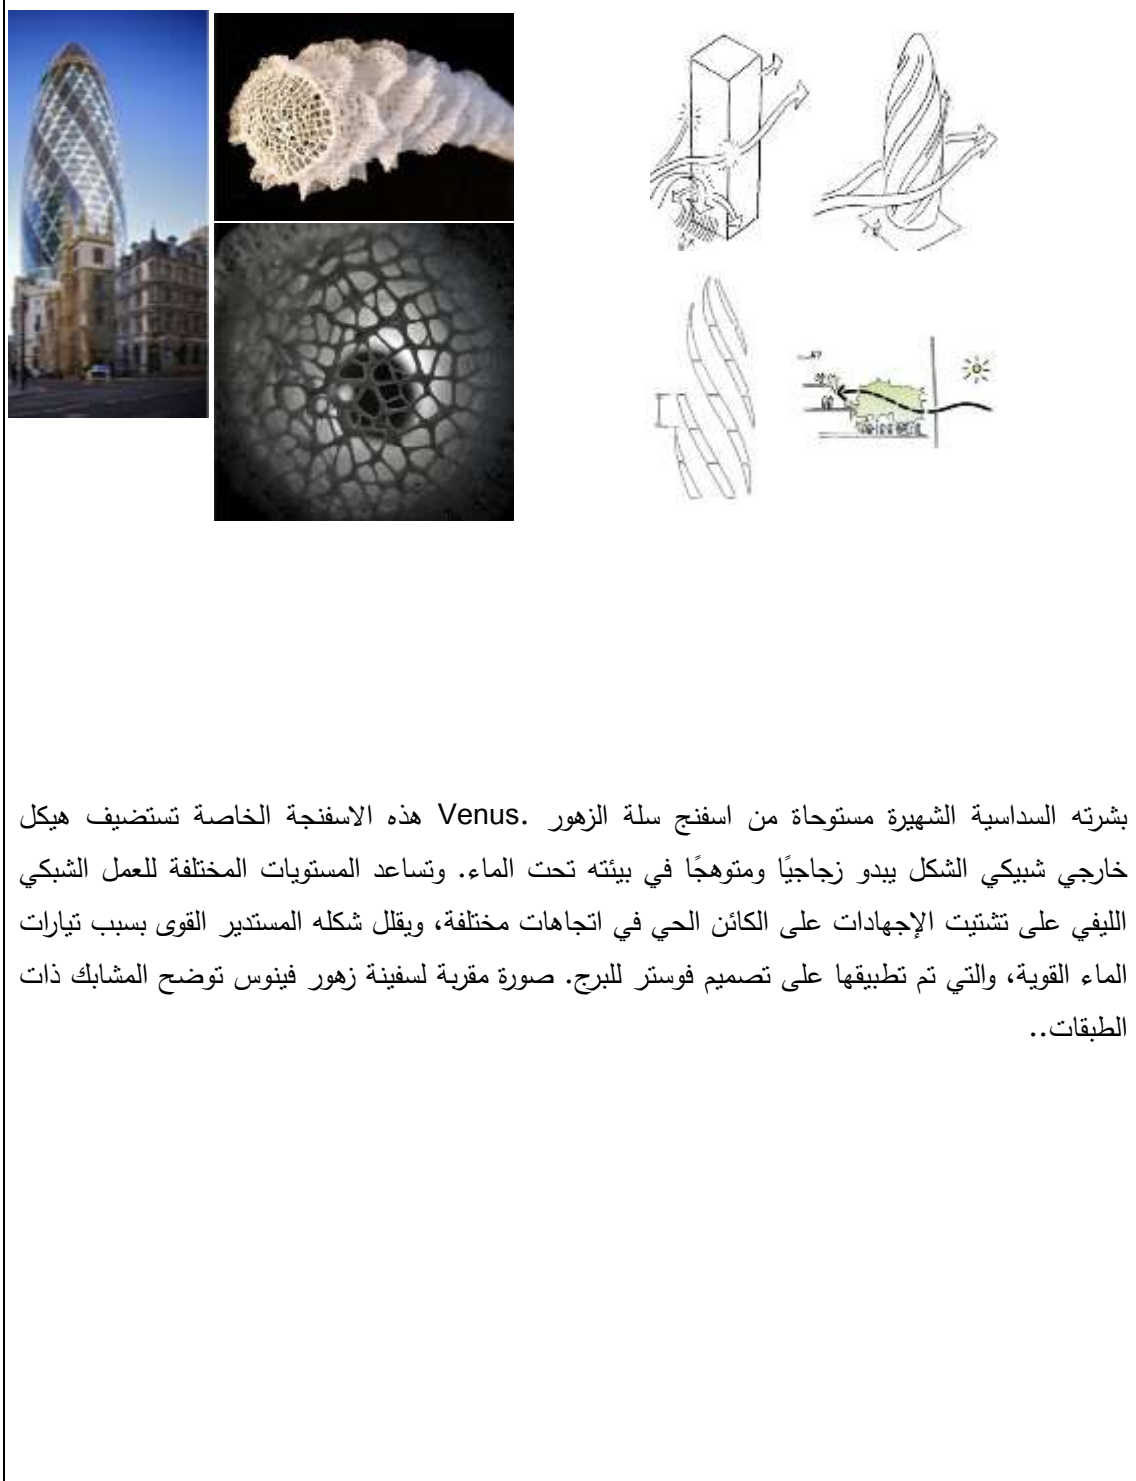 بشرته السداسية الشهيرة مستوحاة من اسفنج سلة الزهور .Venus هذه الاسفنجة الخاصة تستضيف هيكل
خارجي شبيكي الشكل يبدو زجاجيًا ومتوهجًا في بيئته تحت الماء. وتساعد المستويات المختلفة للعمل الشبكي
الليفي على تشتيت الإجهادات على الكائن الحي في اتجاهات مختلفة، ويقلل شكله المستدير القوى بسبب تيارات
الماء القوية، والتي تم تطبيقها على تصميم فوستر للبرج. صورة مقربة لسفينة زهور فينوس توضح المشابك ذات
الطبقات..